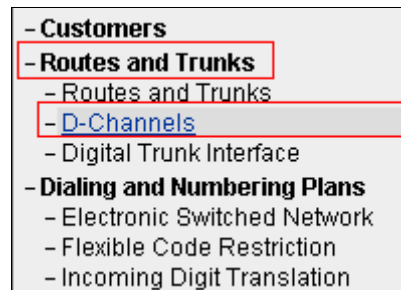 – Customers
– Routes and Trunks
– Routes and Trunks
– D-Channels
– Digital Trunk Interface
– Dialing and Numbering Plans
– Electronic Switched Network
– Flexible Code Restriction
– Incoming Digit Translation